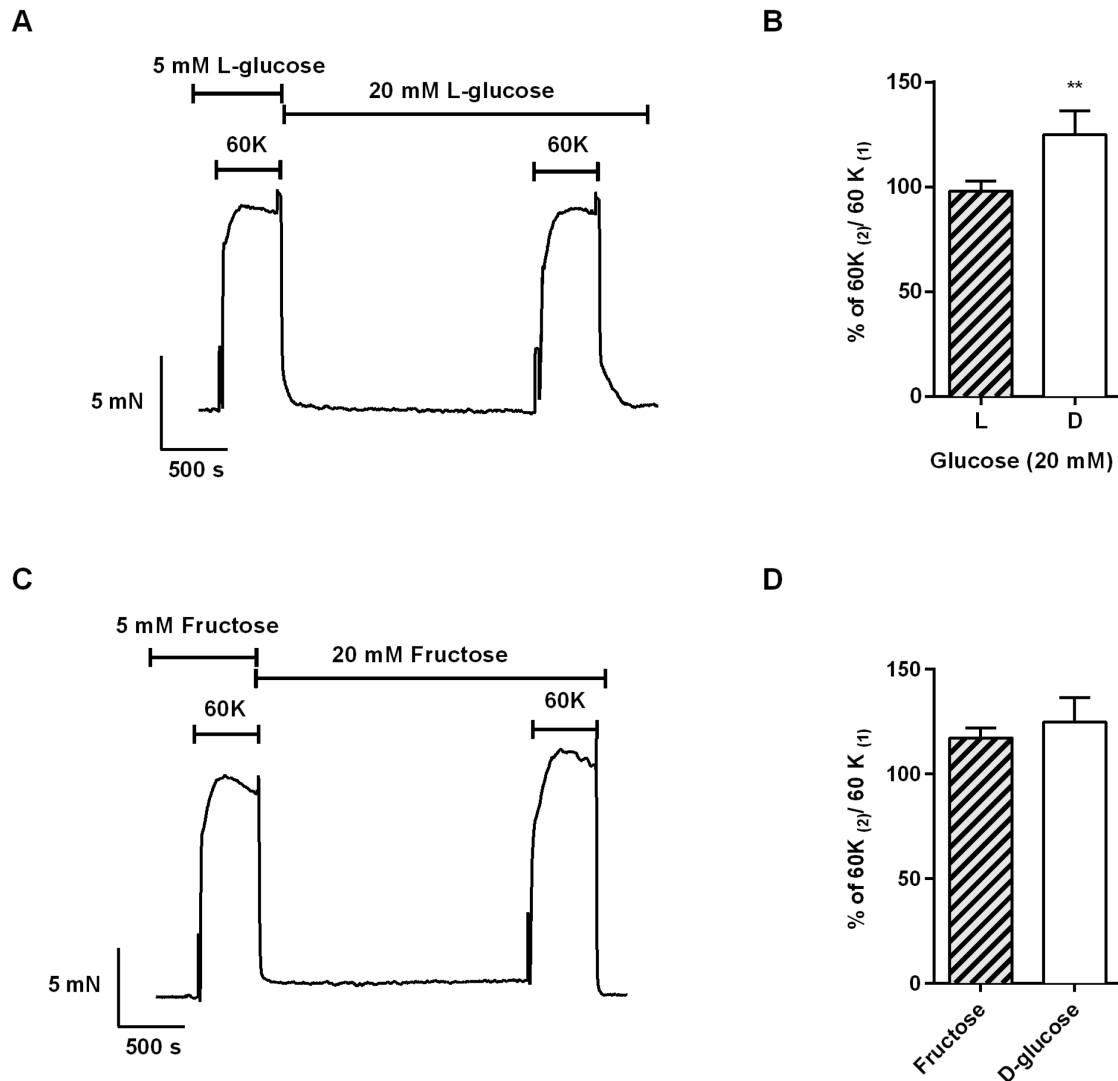 A
5 mM L-glucose
20 mM L-glucose
60K
60K
5 mN
500 s
B
% of 60K (2)/ 60 K (1)
150
100
50
0
**
L
D
Glucose (20 mM)
C
5 mM Fructose
20 mM Fructose
60K
60K
5 mN
500 s
D
% of 60K (2)/ 60 K (1)
150
100
50
0
Fructose
D-glucose